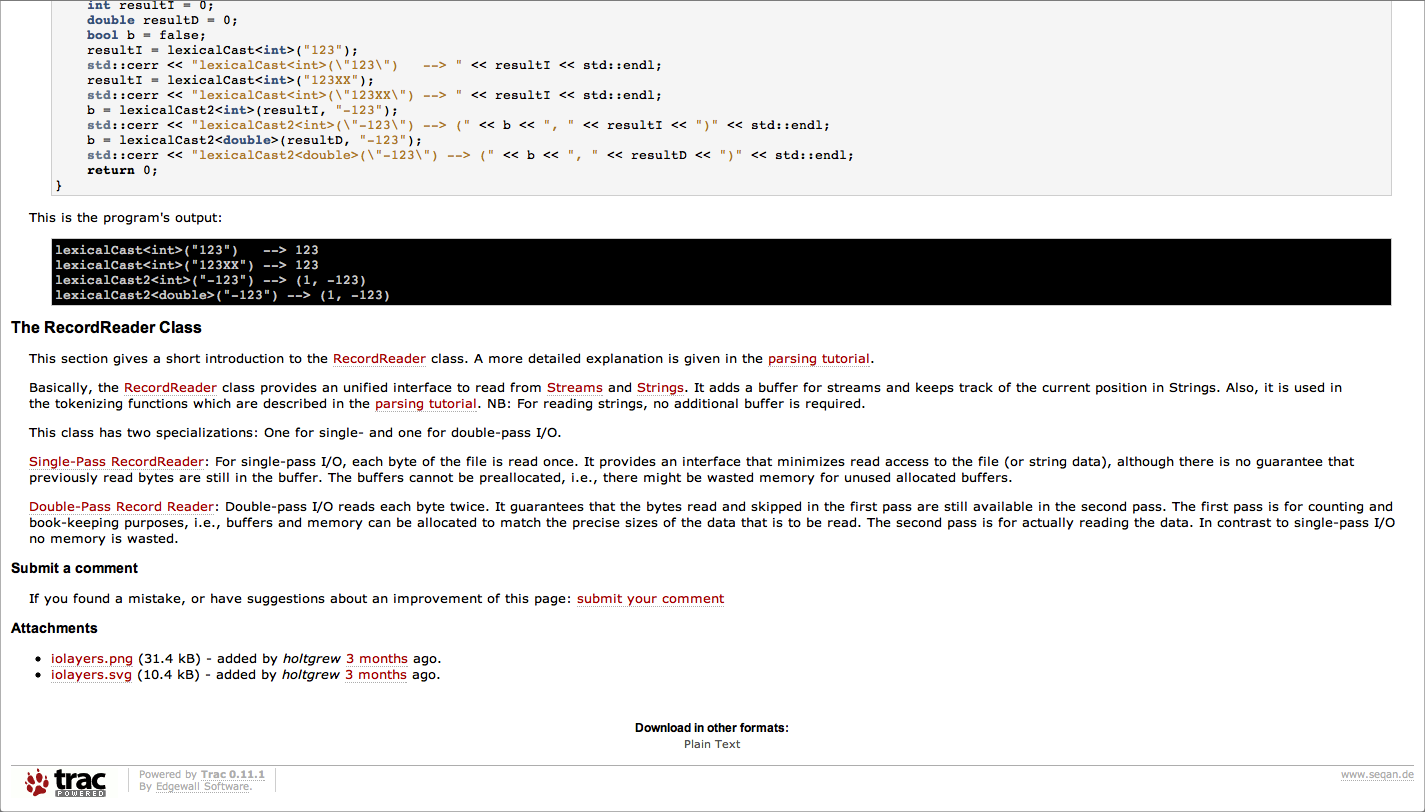 int resultI = 0;
double resultD = 0;
bool b = false;
resultI = lexicalCast<int>("123");
std::cerr << "lexicalCast<int>(\"123\")   --> " << resultI << std::endl;
resultI = lexicalCast<int>("123XX");
std::cerr << "lexicalCast<int>(\"123XX\") --> " << resultI << std::endl;
b = lexicalCast2<int>(resultI, "-123");
std::cerr << "lexicalCast2<int>(\"-123\") --> (" << b << ", " << resultI << ")" << std::endl;
b = lexicalCast2<double>(resultD, "-123");
std::cerr << "lexicalCast2<double>(\"-123\") --> (" << b << ", " << resultD << ")" << std::endl;
return 0;
}
This is the program's output:
lexicalCast<int>("123")   --> 123
lexicalCast<int>("123XX") --> 123
lexicalCast2<int>("-123") --> (1, -123)
lexicalCast2<double>("-123") --> (1, -123)
The RecordReader Class
This section gives a short introduction to the RecordReader class. A more detailed explanation is given in the parsing tutorial.
Basically, the RecordReader class provides an unified interface to read from Streams and Strings. It adds a buffer for streams and keeps track of the current position in Strings. Also, it is used in
the tokenizing functions which are described in the parsing tutorial. NB: For reading strings, no additional buffer is required.
This class has two specializations: One for single- and one for double-pass I/O.
Single-Pass RecordReader: For single-pass I/O, each byte of the file is read once. It provides an interface that minimizes read access to the file (or string data), although there is no guarantee that
previously read bytes are still in the buffer. The buffers cannot be preallocated, i.e., there might be wasted memory for unused allocated buffers.
Double-Pass Record Reader: Double-pass I/O reads each byte twice. It guarantees that the bytes read and skipped in the first pass are still available in the second pass. The first pass is for counting and
book-keeping purposes, i.e., buffers and memory can be allocated to match the precise sizes of the data that is to be read. The second pass is for actually reading the data. In contrast to single-pass I/O
no memory is wasted.
Submit a comment
If you found a mistake, or have suggestions about an improvement of this page: submit your comment
Attachments
• iolayers.png (31.4 kB) - added by holtgrew 3 months ago.
• iolayers.svg (10.4 kB) - added by holtgrew 3 months ago.
Download in other formats:
Plain Text
trac
POWERED
Powered by Trac 0.11.1
By Edgewall Software.
www.seqan.de